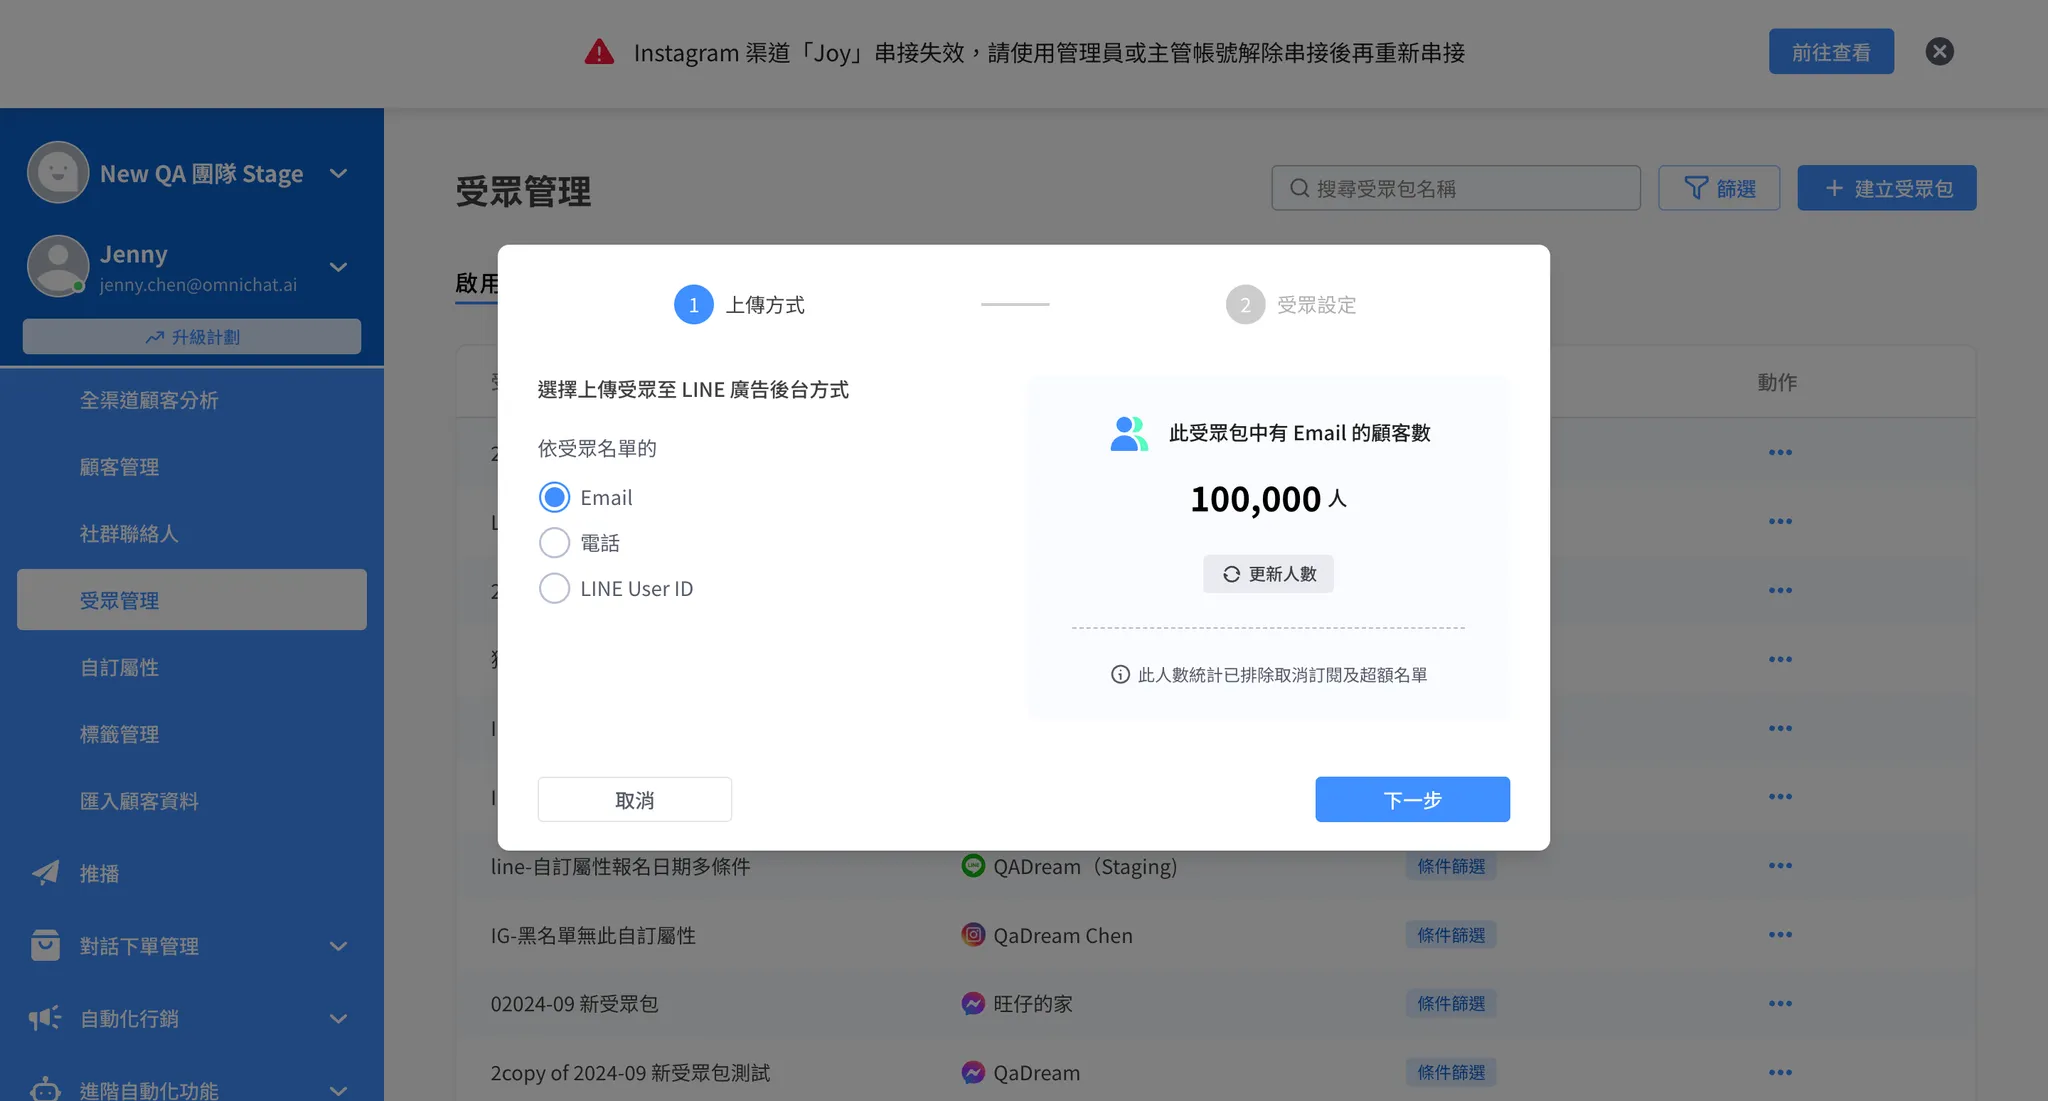 Instagram 渠道「Joy」串接失效，請使用管理員或主管帳號解除串接後再重新串接
前往查看
New QA 團隊 Stage
Jenny
jenny.chen@omnichat.ai
升級計劃
全渠道顧客分析
顧客管理
社群聯絡人
受眾管理
自訂屬性
標籤管理
匯入顧客資料
推播
對話下單管理
自動化行銷
進階自動化功能
受眾管理
搜尋受眾包名稱
篩選
+ 建立受眾包
啟用
動作
1 上傳方式
2 受眾設定
選擇上傳受眾至 LINE 廣告後台方式
依受眾名單的
Email
電話
LINE User ID
此受眾包中有 Email 的顧客數
100,000 人
更新人數
此人數統計已排除取消訂閱及超額名單
取消
下一步
line-自訂屬性報名日期多條件 QADream（Staging) 條件篩選
IG-黑名單無此自訂屬性 QaDream Chen 條件篩選
02024-09 新受眾包 旺仔的家 條件篩選
2copy of 2024-09 新受眾包測試 QaDream 條件篩選